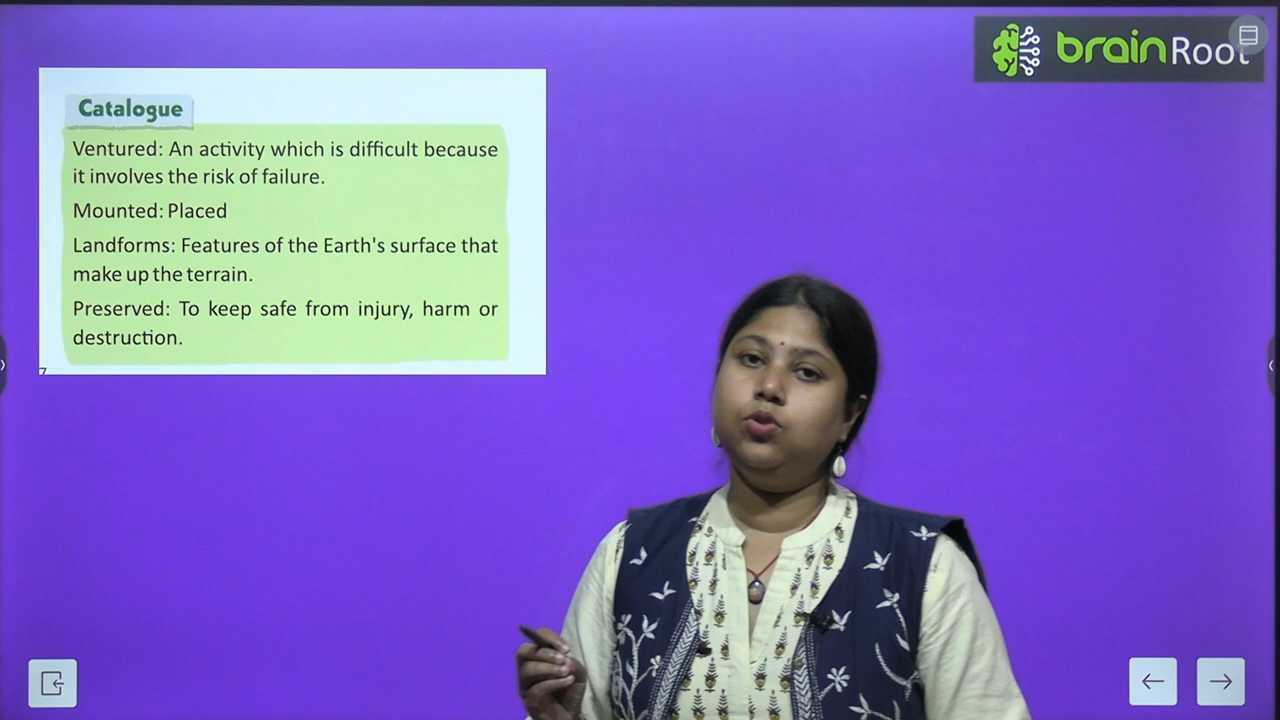 brainRoot
Catalogue
Ventured: An activity which is difficult because
it involves the risk of failure.
Mounted: Placed
Landforms: Features of the Earth's surface that
make up the terrain.
Preserved: To keep safe from injury, harm or
destruction.
7